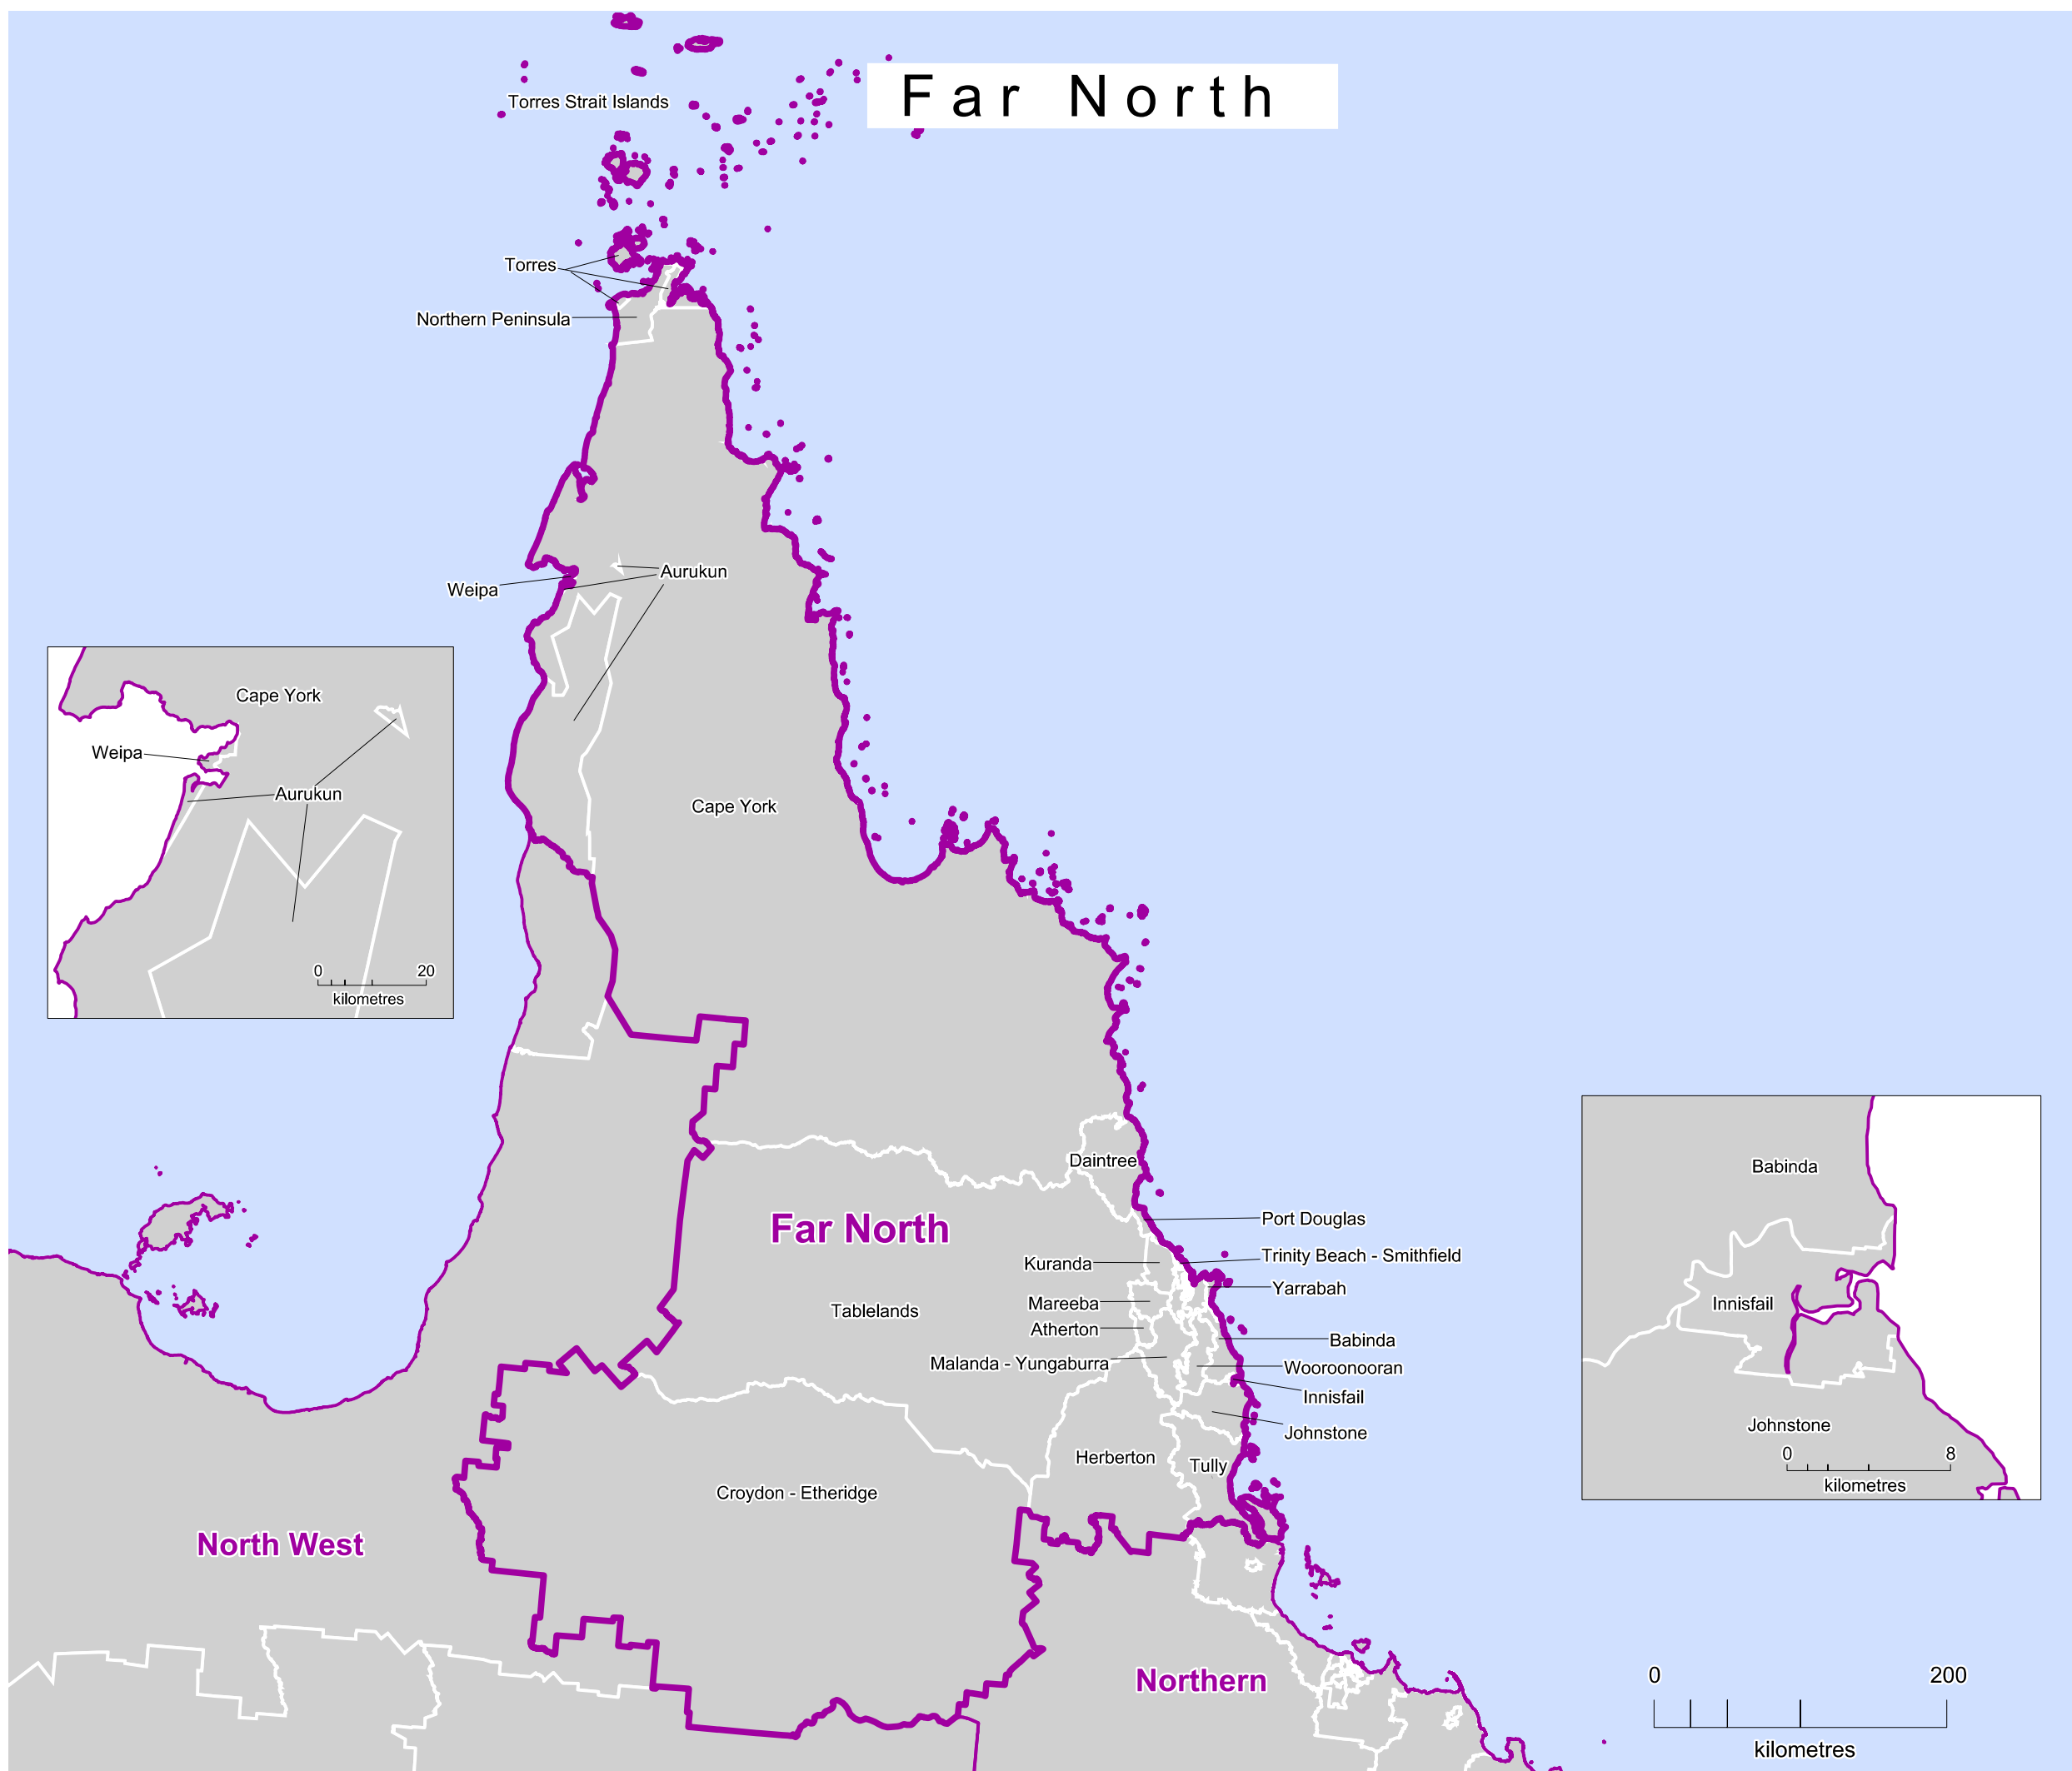 Far North
Torres Strait Islands
Torres
Northern Peninsula
Aurukun
Weipa
Cape York
Cape York
Weipa
Aurukun
0 20
kilometres
Daintree
Port Douglas
Far North
Trinity Beach - Smithfield
Kuranda
Yarrabah
Mareeba
Tablelands
Atherton
Babinda
Malanda - Yungaburra
Wooroonooran
Innisfail
Johnstone
Herberton
Tully
Croydon - Etheridge
North West
Northern
Babinda
Innisfail
Johnstone
0 8
kilometres
0 200
kilometres